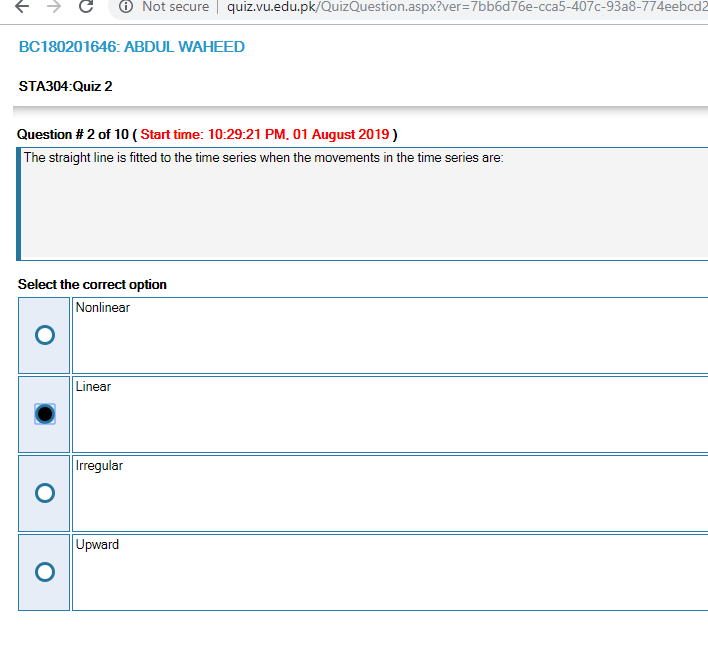 Not secure | quiz.vu.edu.pk/QuizQuestion.aspx?ver=7bb6d76e-cca5-407c-93a8-774eebcd2
BC180201646: ABDUL WAHEED
STA304:Quiz 2
Question # 2 of 10 ( Start time: 10:29:21 PM, 01 August 2019 )
The straight line is fitted to the time series when the movements in the time series are:
Select the correct option
Nonlinear
Linear
Irregular
Upward